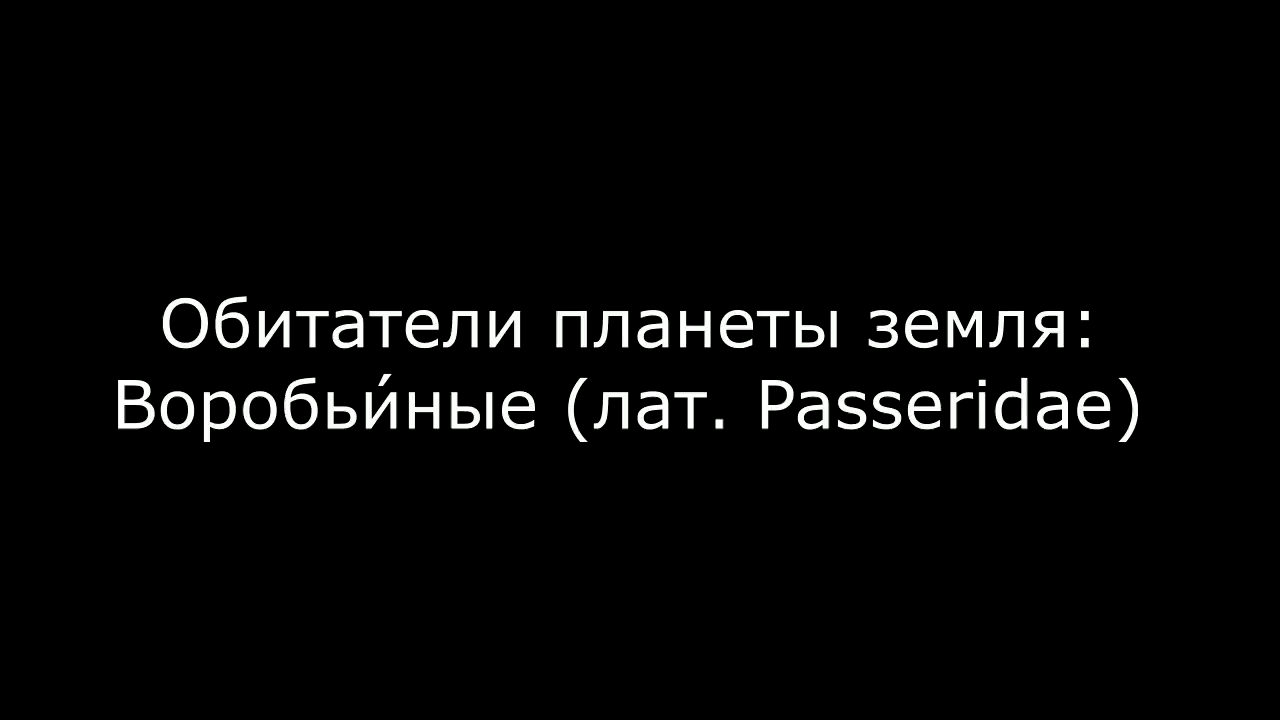 Обитатели планеты земля:
Воробьи́ные (лат. Passeridae)